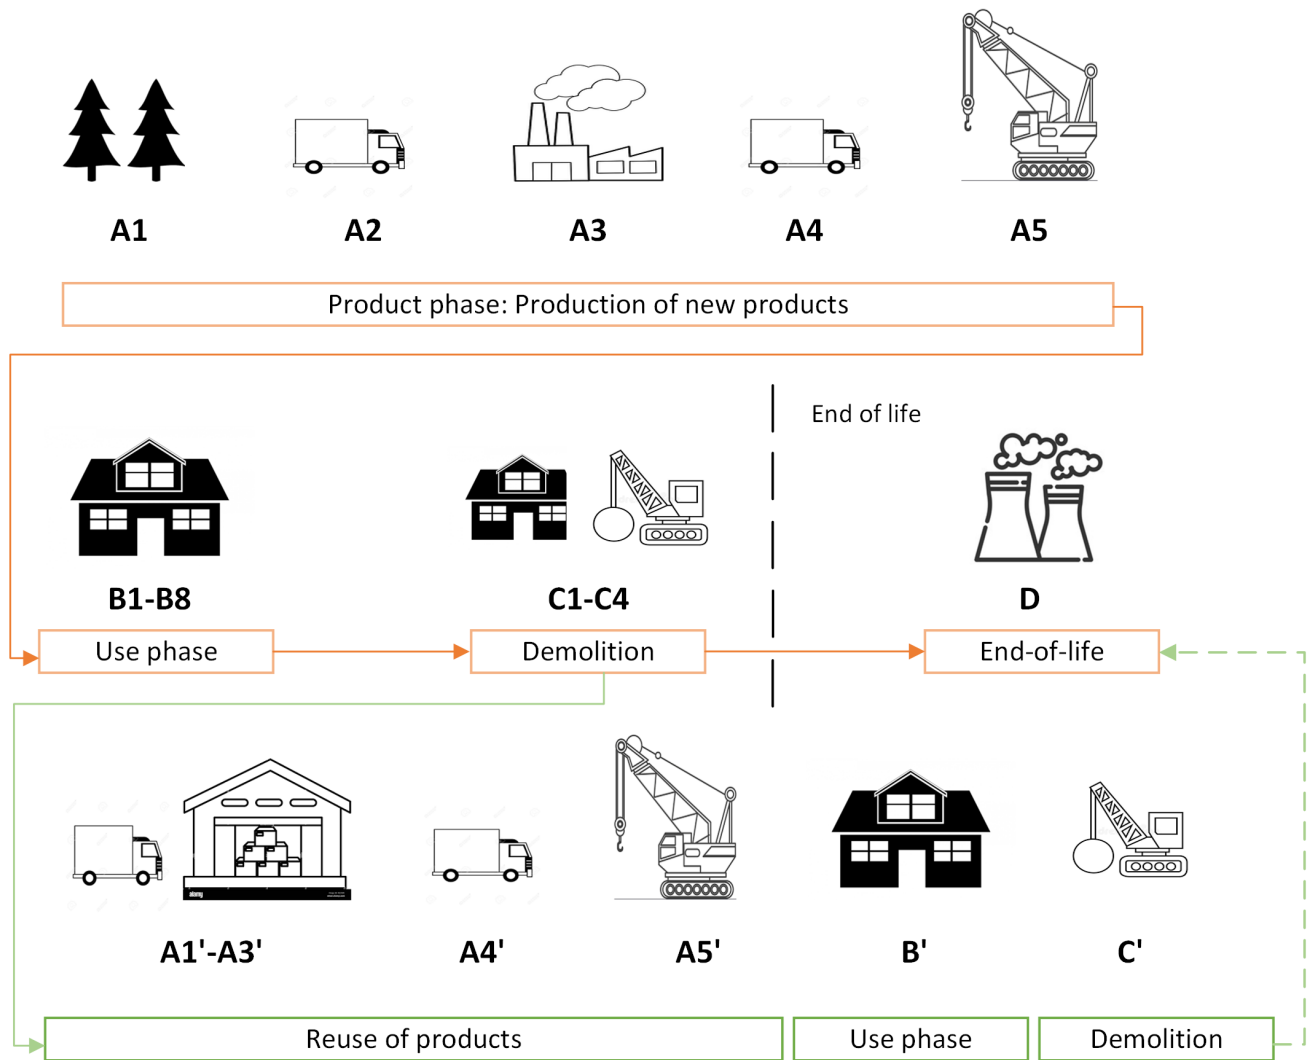 A1
A2
A3
A4
A5
Product phase: Production of new products
End of life
B1-B8
C1-C4
D
Use phase
Demolition
End-of-life
alamy
A1'-A3'
A4'
A5'
B'
C'
Reuse of products
Use phase
Demolition